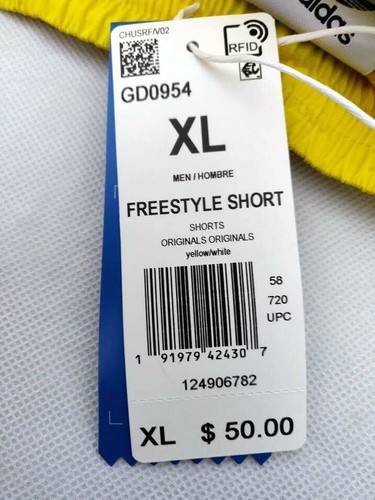 adidas
CHUSRF/V02
RFID
GD0954
XL
MEN / HOMBRE
FREESTYLE SHORT
SHORTS
ORIGINALS ORIGINALS
yellow/white
58
720
UPC
1 91979 42430 7
124906782
XL $ 50.00